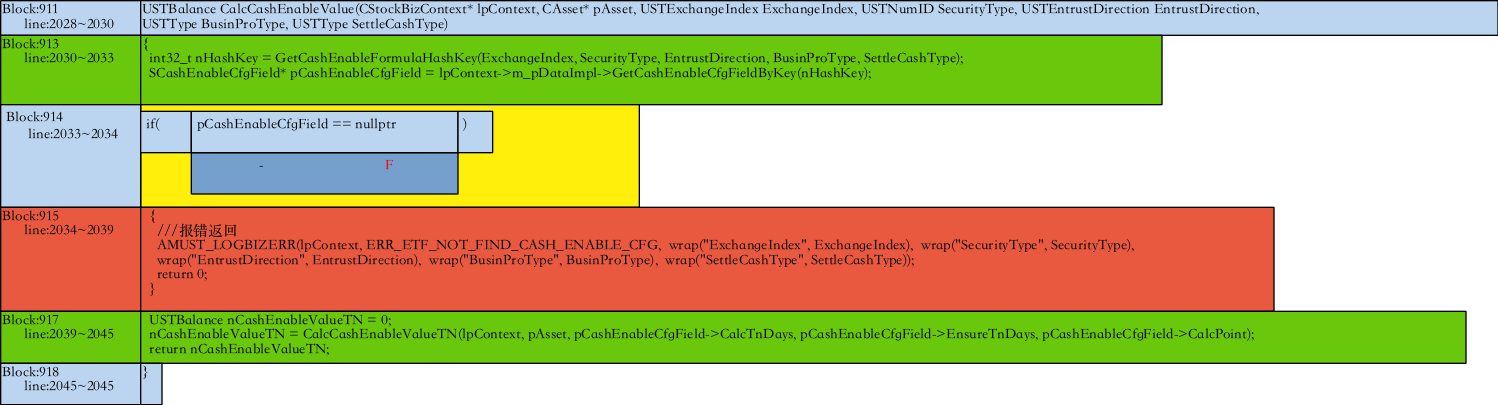 Block:911
line:2028~2030
USTBalance CalcCashEnableValue(CStockBizContext* lpContext, CAsset* pAsset, USTExchangeIndex ExchangeIndex, USTNumID SecurityType, USTEntrustDirection EntrustDirection,
USTType BusinProType, USTType SettleCashType)
Block:913
line:2030~2033
{
int32_t nHashKey = GetCashEnableFormulaHashKey(ExchangeIndex, SecurityType, EntrustDirection, BusinProType, SettleCashType);
SCashEnableCfgField* pCashEnableCfgField = lpContext->m_pDataImpl->GetCashEnableCfgFieldByKey(nHashKey);
Block:914
line:2033~2034
if( pCashEnableCfgField == nullptr )
- F
Block:915
line:2034~2039
{
///报错返回
AMUST_LOGBIZERR(lpContext, ERR_ETF_NOT_FIND_CASH_ENABLE_CFG, wrap("ExchangeIndex", ExchangeIndex), wrap("SecurityType", SecurityType),
wrap("EntrustDirection", EntrustDirection), wrap("BusinProType", BusinProType), wrap("SettleCashType", SettleCashType));
return 0;
}
Block:917
line:2039~2045
USTBalance nCashEnableValueTN = 0;
nCashEnableValueTN = CalcCashEnableValueTN(lpContext, pAsset, pCashEnableCfgField->CalcTnDays, pCashEnableCfgField->EnsureTnDays, pCashEnableCfgField->CalcPoint);
return nCashEnableValueTN;
Block:918
line:2045~2045
}